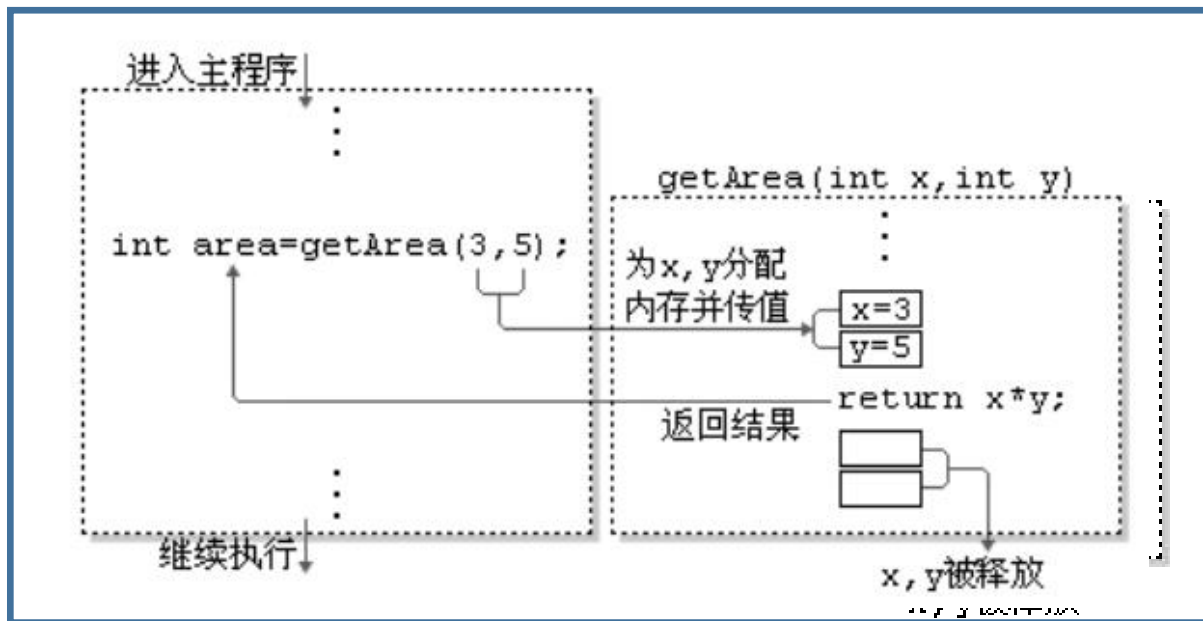 进入主程序
getArea(int x,int y)
int area=getArea(3,5);
为x,y分配
内存并传值
x=3
y=5
return x*y;
返回结果
继续执行
x,y被释放